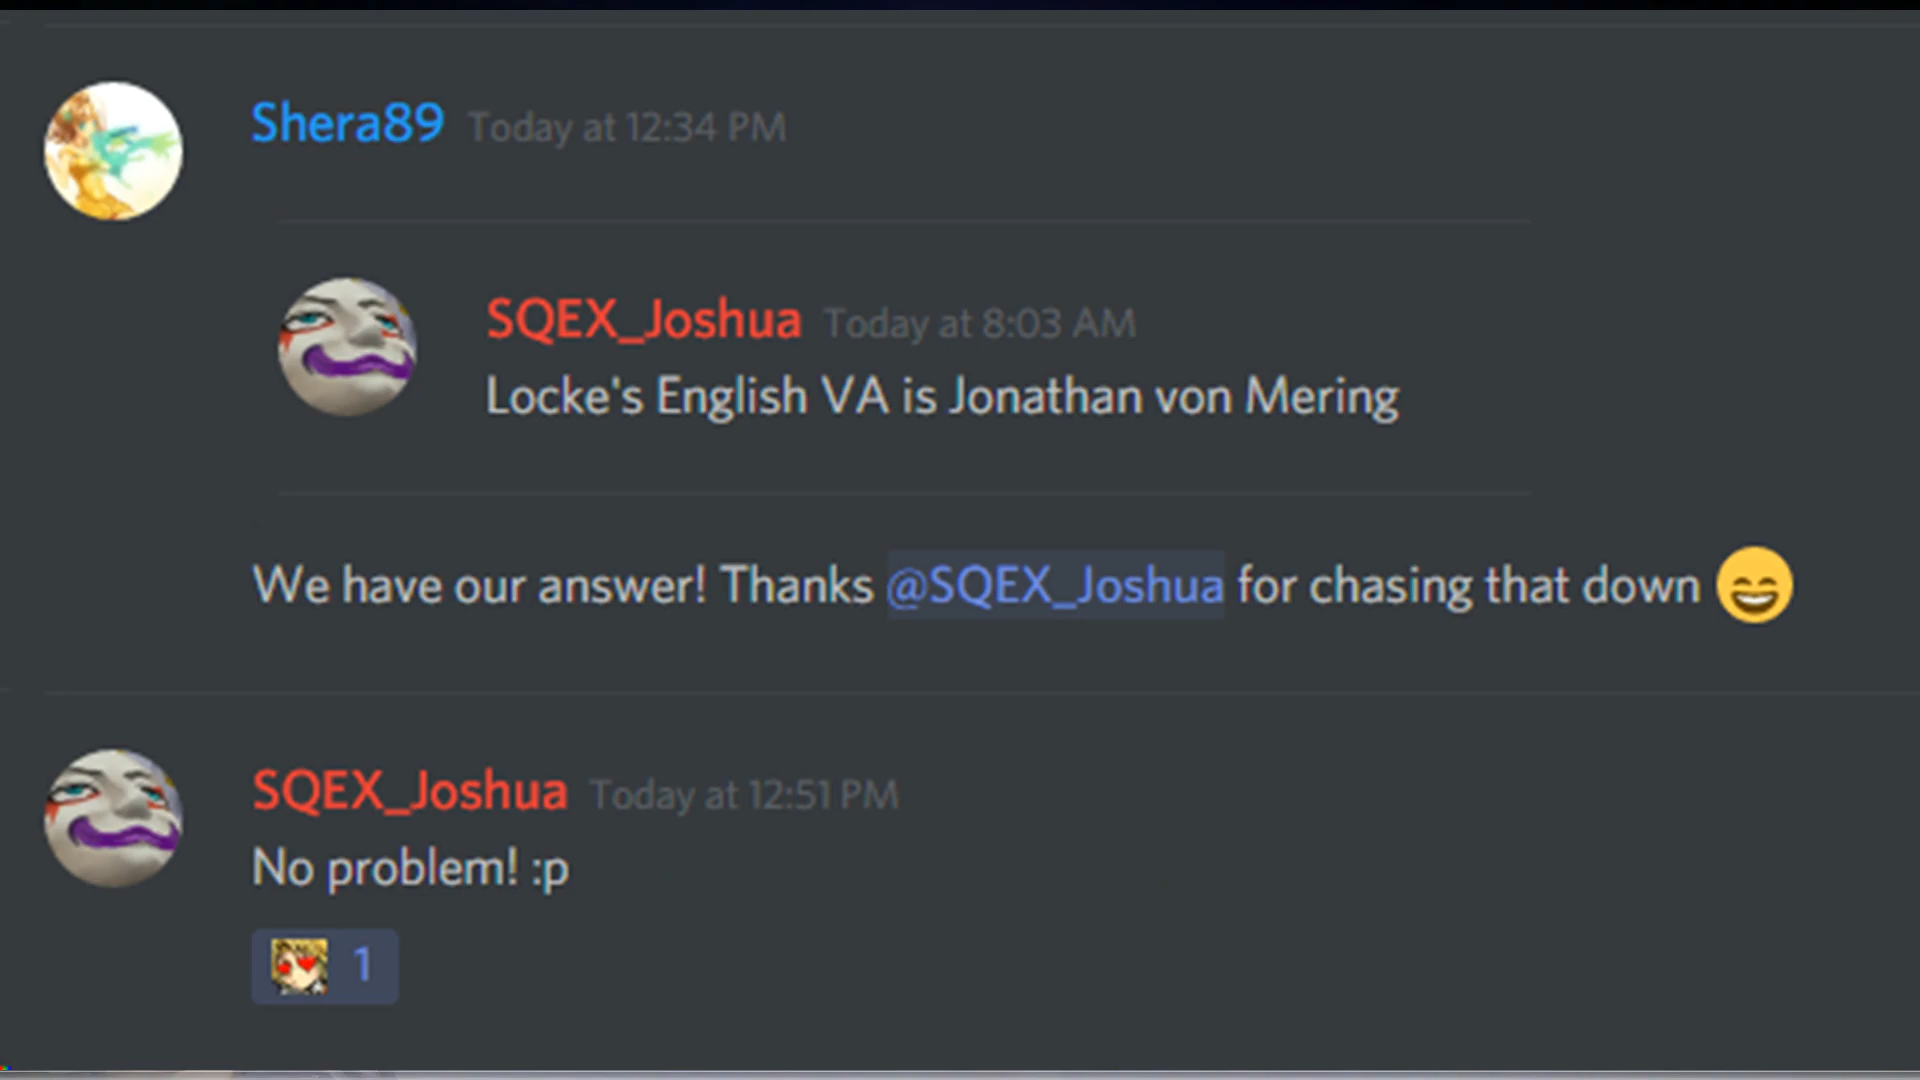 Shera89 Today at 12:34 PM
SQEX_Joshua Today at 8:03 AM
Locke's English VA is Jonathan von Mering
We have our answer! Thanks @SQEX_Joshua for chasing that down 😄
SQEX_Joshua Today at 12:51 PM
No problem! :p
1